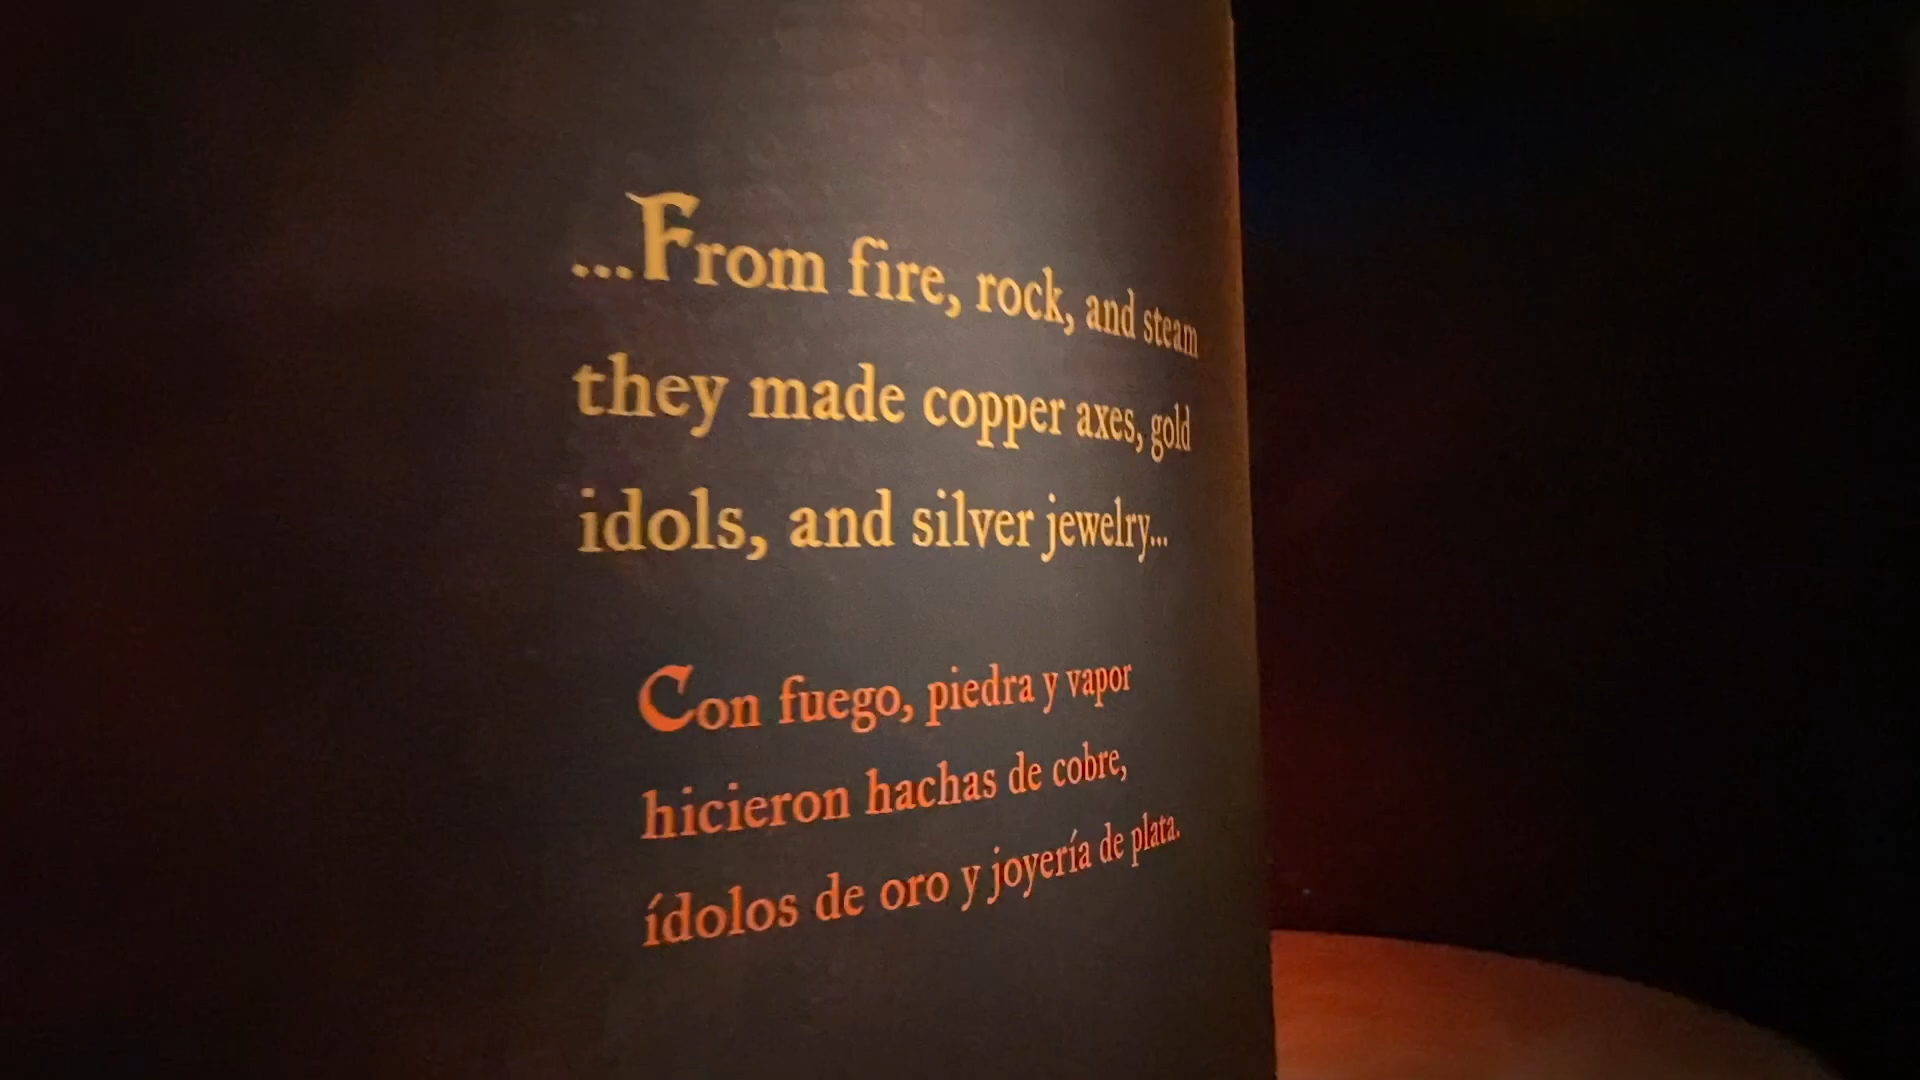 ...From fire, rock, and steam
they made copper axes, gold
idols, and silver jewelry...
Con fuego, piedra y vapor
hicieron hachas de cobre,
ídolos de oro y joyería de plata.